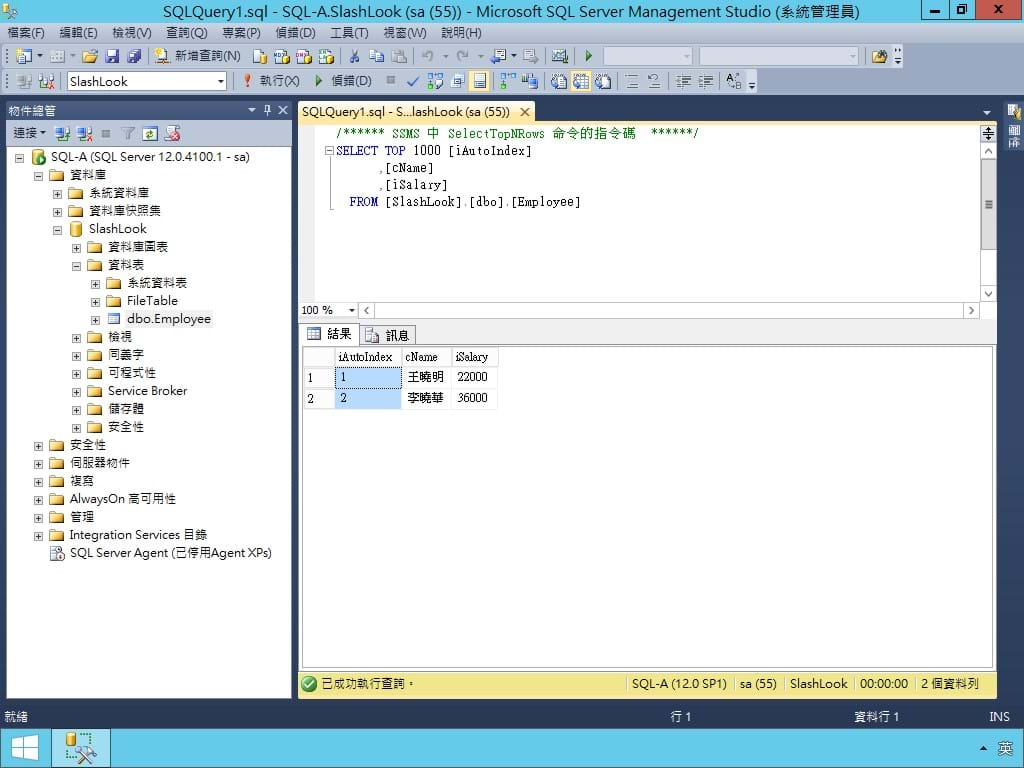 SQLQuery1.sql - SQL-A.SlashLook (sa (55)) - Microsoft SQL Server Management Studio (系統管理員)
檔案(F) 編輯(E) 檢視(V) 查詢(Q) 專案(P) 偵錯(D) 工具(T) 視窗(W) 說明(H)
新增查詢(N)
SlashLook 執行(X) 偵錯(D)
物件總管
連接
SQL-A (SQL Server 12.0.4100.1 - sa)
資料庫
系統資料庫
資料庫快照集
SlashLook
資料庫圖表
資料表
系統資料表
FileTable
dbo.Employee
檢視
同義字
可程式性
Service Broker
儲存體
安全性
安全性
伺服器物件
複寫
AlwaysOn 高可用性
管理
Integration Services 目錄
SQL Server Agent (已停用Agent XPs)
SQLQuery1.sql - S...lashLook (sa (55))
/****** SSMS 中 SelectTopNRows 命令的指令碼  ******/
SELECT TOP 1000 [iAutoIndex]
,[cName]
,[iSalary]
FROM [SlashLook].[dbo].[Employee]
100 %
結果 訊息
iAutoIndex cName iSalary
1 1 王曉明 22000
2 2 李曉華 36000
已成功執行查詢。 SQL-A (12.0 SP1) sa (55) SlashLook 00:00:00 2 個資料列
就緒 行 1 資料行 1 INS
英